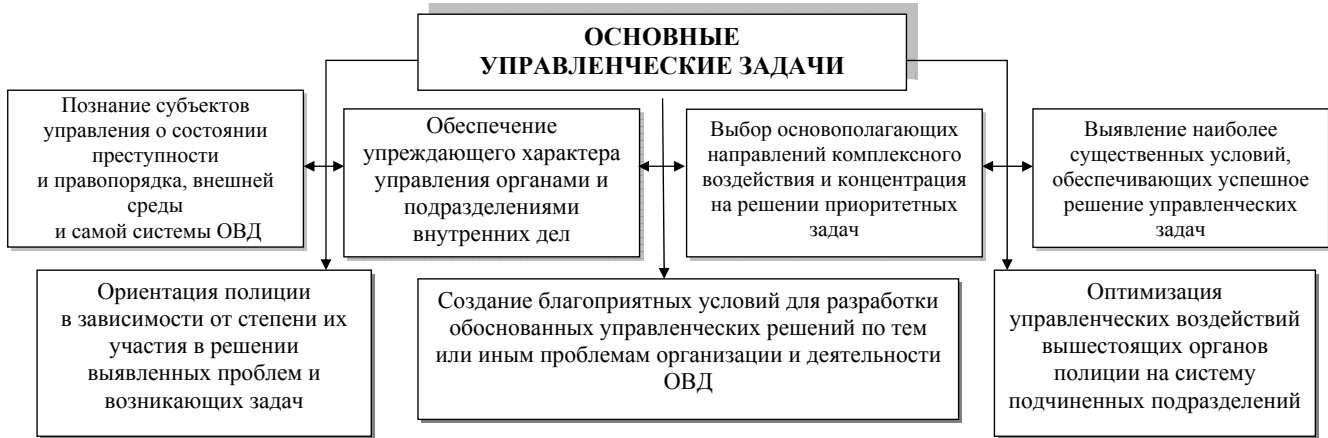 ОСНОВНЫЕ
УПРАВЛЕНЧЕСКИЕ ЗАДАЧИ
Познание субъектов
управления о состоянии
преступности
и правопорядка, внешней
среды
и самой системы ОВД
Обеспечение
упреждающего характера
управления органами и
подразделениями
внутренних дел
Выбор основополагающих
направлений комплексного
воздействия и концентрация
на решении приоритетных
задач
Выявление наиболее
существенных условий,
обеспечивающих успешное
решение управленческих
задач
Ориентация полиции
в зависимости от степени их
участия в решении
выявленных проблем и
возникающих задач
Создание благоприятных условий для разработки
обоснованных управленческих решений по тем
или иным проблемам организации и деятельности
ОВД
Оптимизация
управленческих воздействий
вышестоящих органов
полиции на систему
подчиненных подразделений